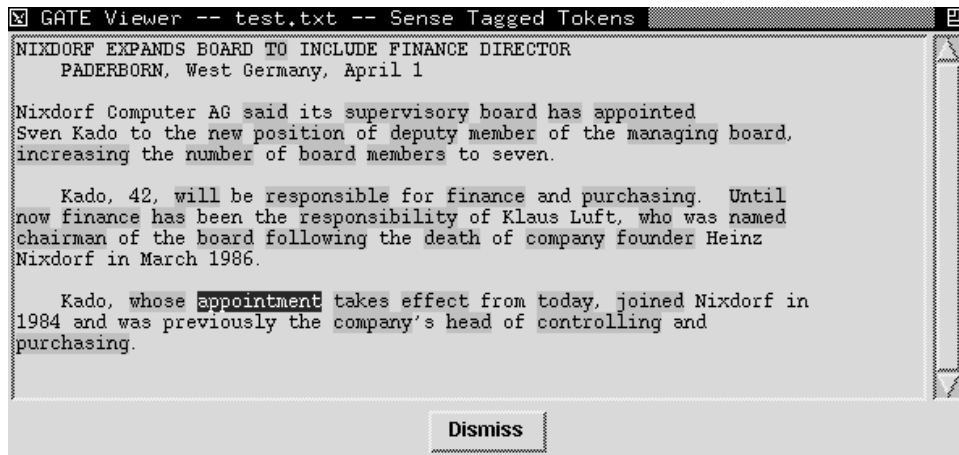 GATE Viewer -- test.txt -- Sense Tagged Tokens
NIXDORF EXPANDS BOARD TO INCLUDE FINANCE DIRECTOR
PADERBORN, West Germany, April 1
Nixdorf Computer AG said its supervisory board has appointed
Sven Kado to the new position of deputy member of the managing board,
increasing the number of board members to seven.
Kado, 42, will be responsible for finance and purchasing.  Until
now finance has been the responsibility of Klaus Luft, who was named
chairman of the board following the death of company founder Heinz
Nixdorf in March 1986.
Kado, whose appointment takes effect from today, joined Nixdorf in
1984 and was previously the company's head of controlling and
purchasing.
Dismiss